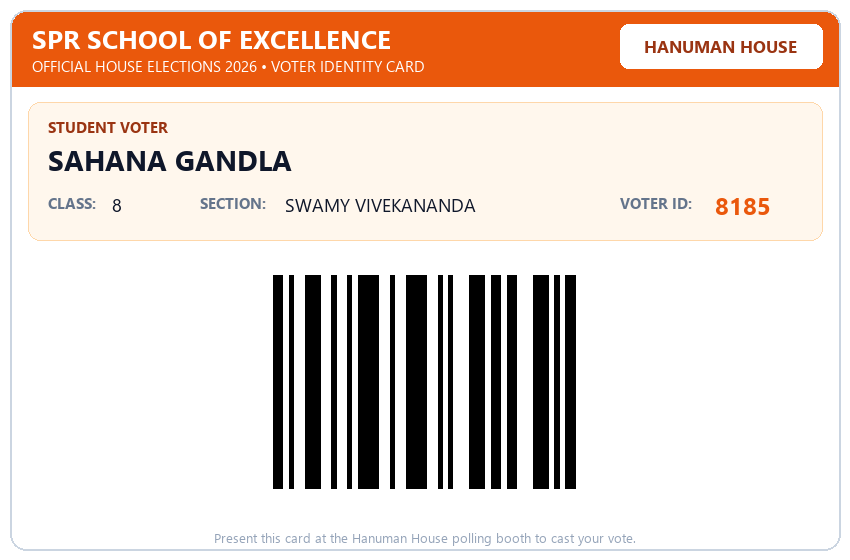 SPR SCHOOL OF EXCELLENCE
OFFICIAL HOUSE ELECTIONS 2026 • VOTER IDENTITY CARD
HANUMAN HOUSE
STUDENT VOTER
SAHANA GANDLA
CLASS: 8 SECTION: SWAMY VIVEKANANDA VOTER ID: 8185
Present this card at the Hanuman House polling booth to cast your vote.